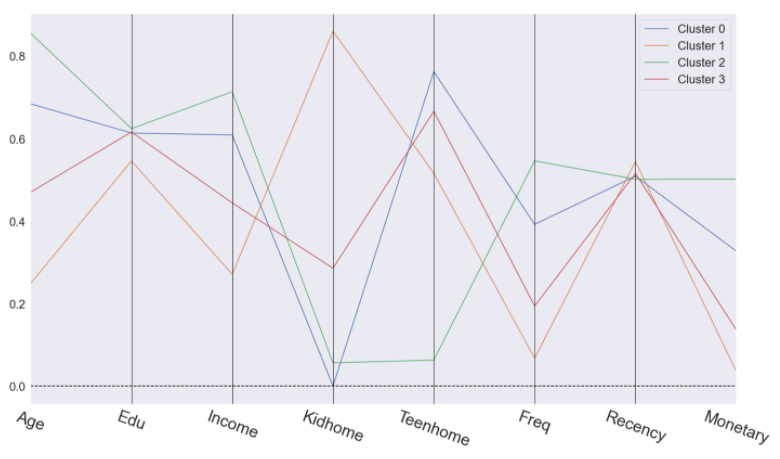 Cluster 0
Cluster 1
Cluster 2
Cluster 3
0.8
0.6
0.4
0.2
0.0
Age Edu Income Kidhome Teenhome Freq Recency Monetary